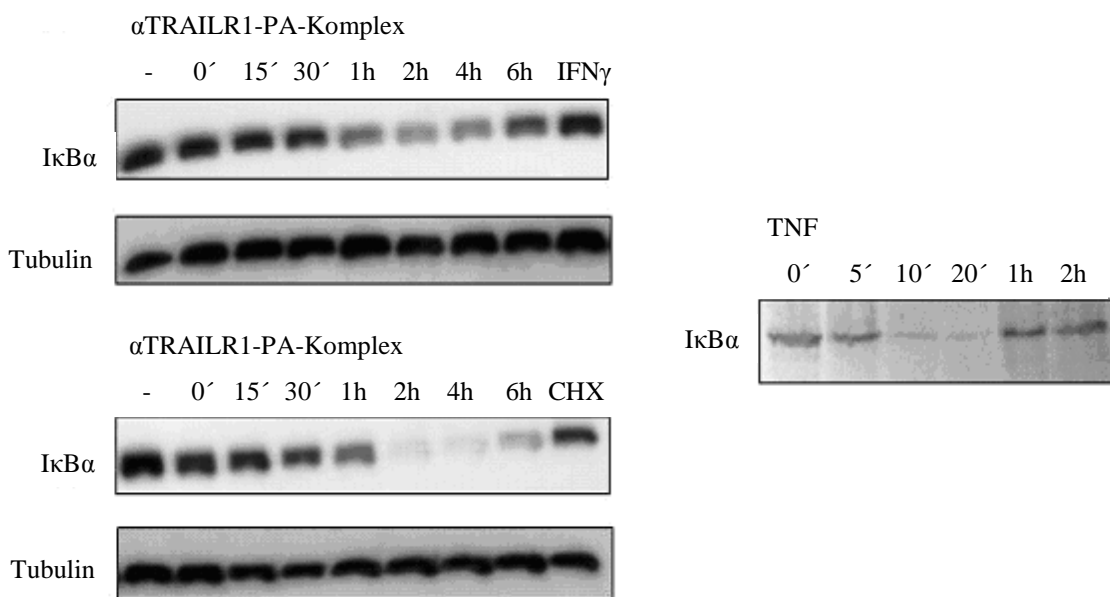 αTRAILR1-PA-Komplex
- 0´ 15´ 30´ 1h 2h 4h 6h IFNγ
IκBα
Tubulin
αTRAILR1-PA-Komplex
- 0´ 15´ 30´ 1h 2h 4h 6h CHX
IκBα
Tubulin
TNF
0´ 5´ 10´ 20´ 1h 2h
IκBα